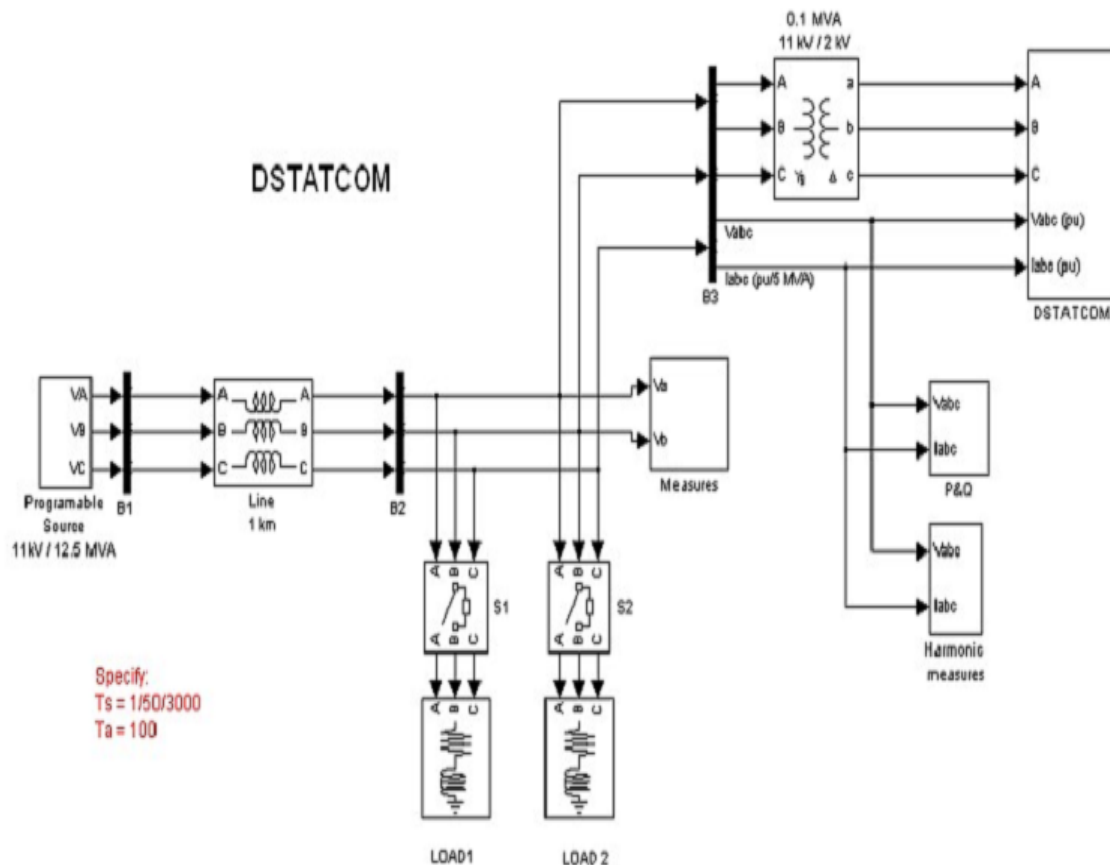 0.1 MVA
11 kV / 2 kV
A a
B b
C c
Yg Δ
A
B
C
Vabc (pu)
Iabc (pu)
DSTATCOM
Vabc
Iabc (pu/5 MVA)
B3
DSTATCOM
VA
VB
VC
Programable
Source
11kV / 12.5 MVA
B1
A A
B B
C C
Line
1 km
B2
Va
Vb
Measures
Vabc
Iabc
P&Q
Vabc
Iabc
Harmonic
measures
A B C
S1
A B C
A B C
S2
A B C
Specify:
Ts = 1/50/3000
Ta = 100
A B C
LOAD1
A B C
LOAD 2